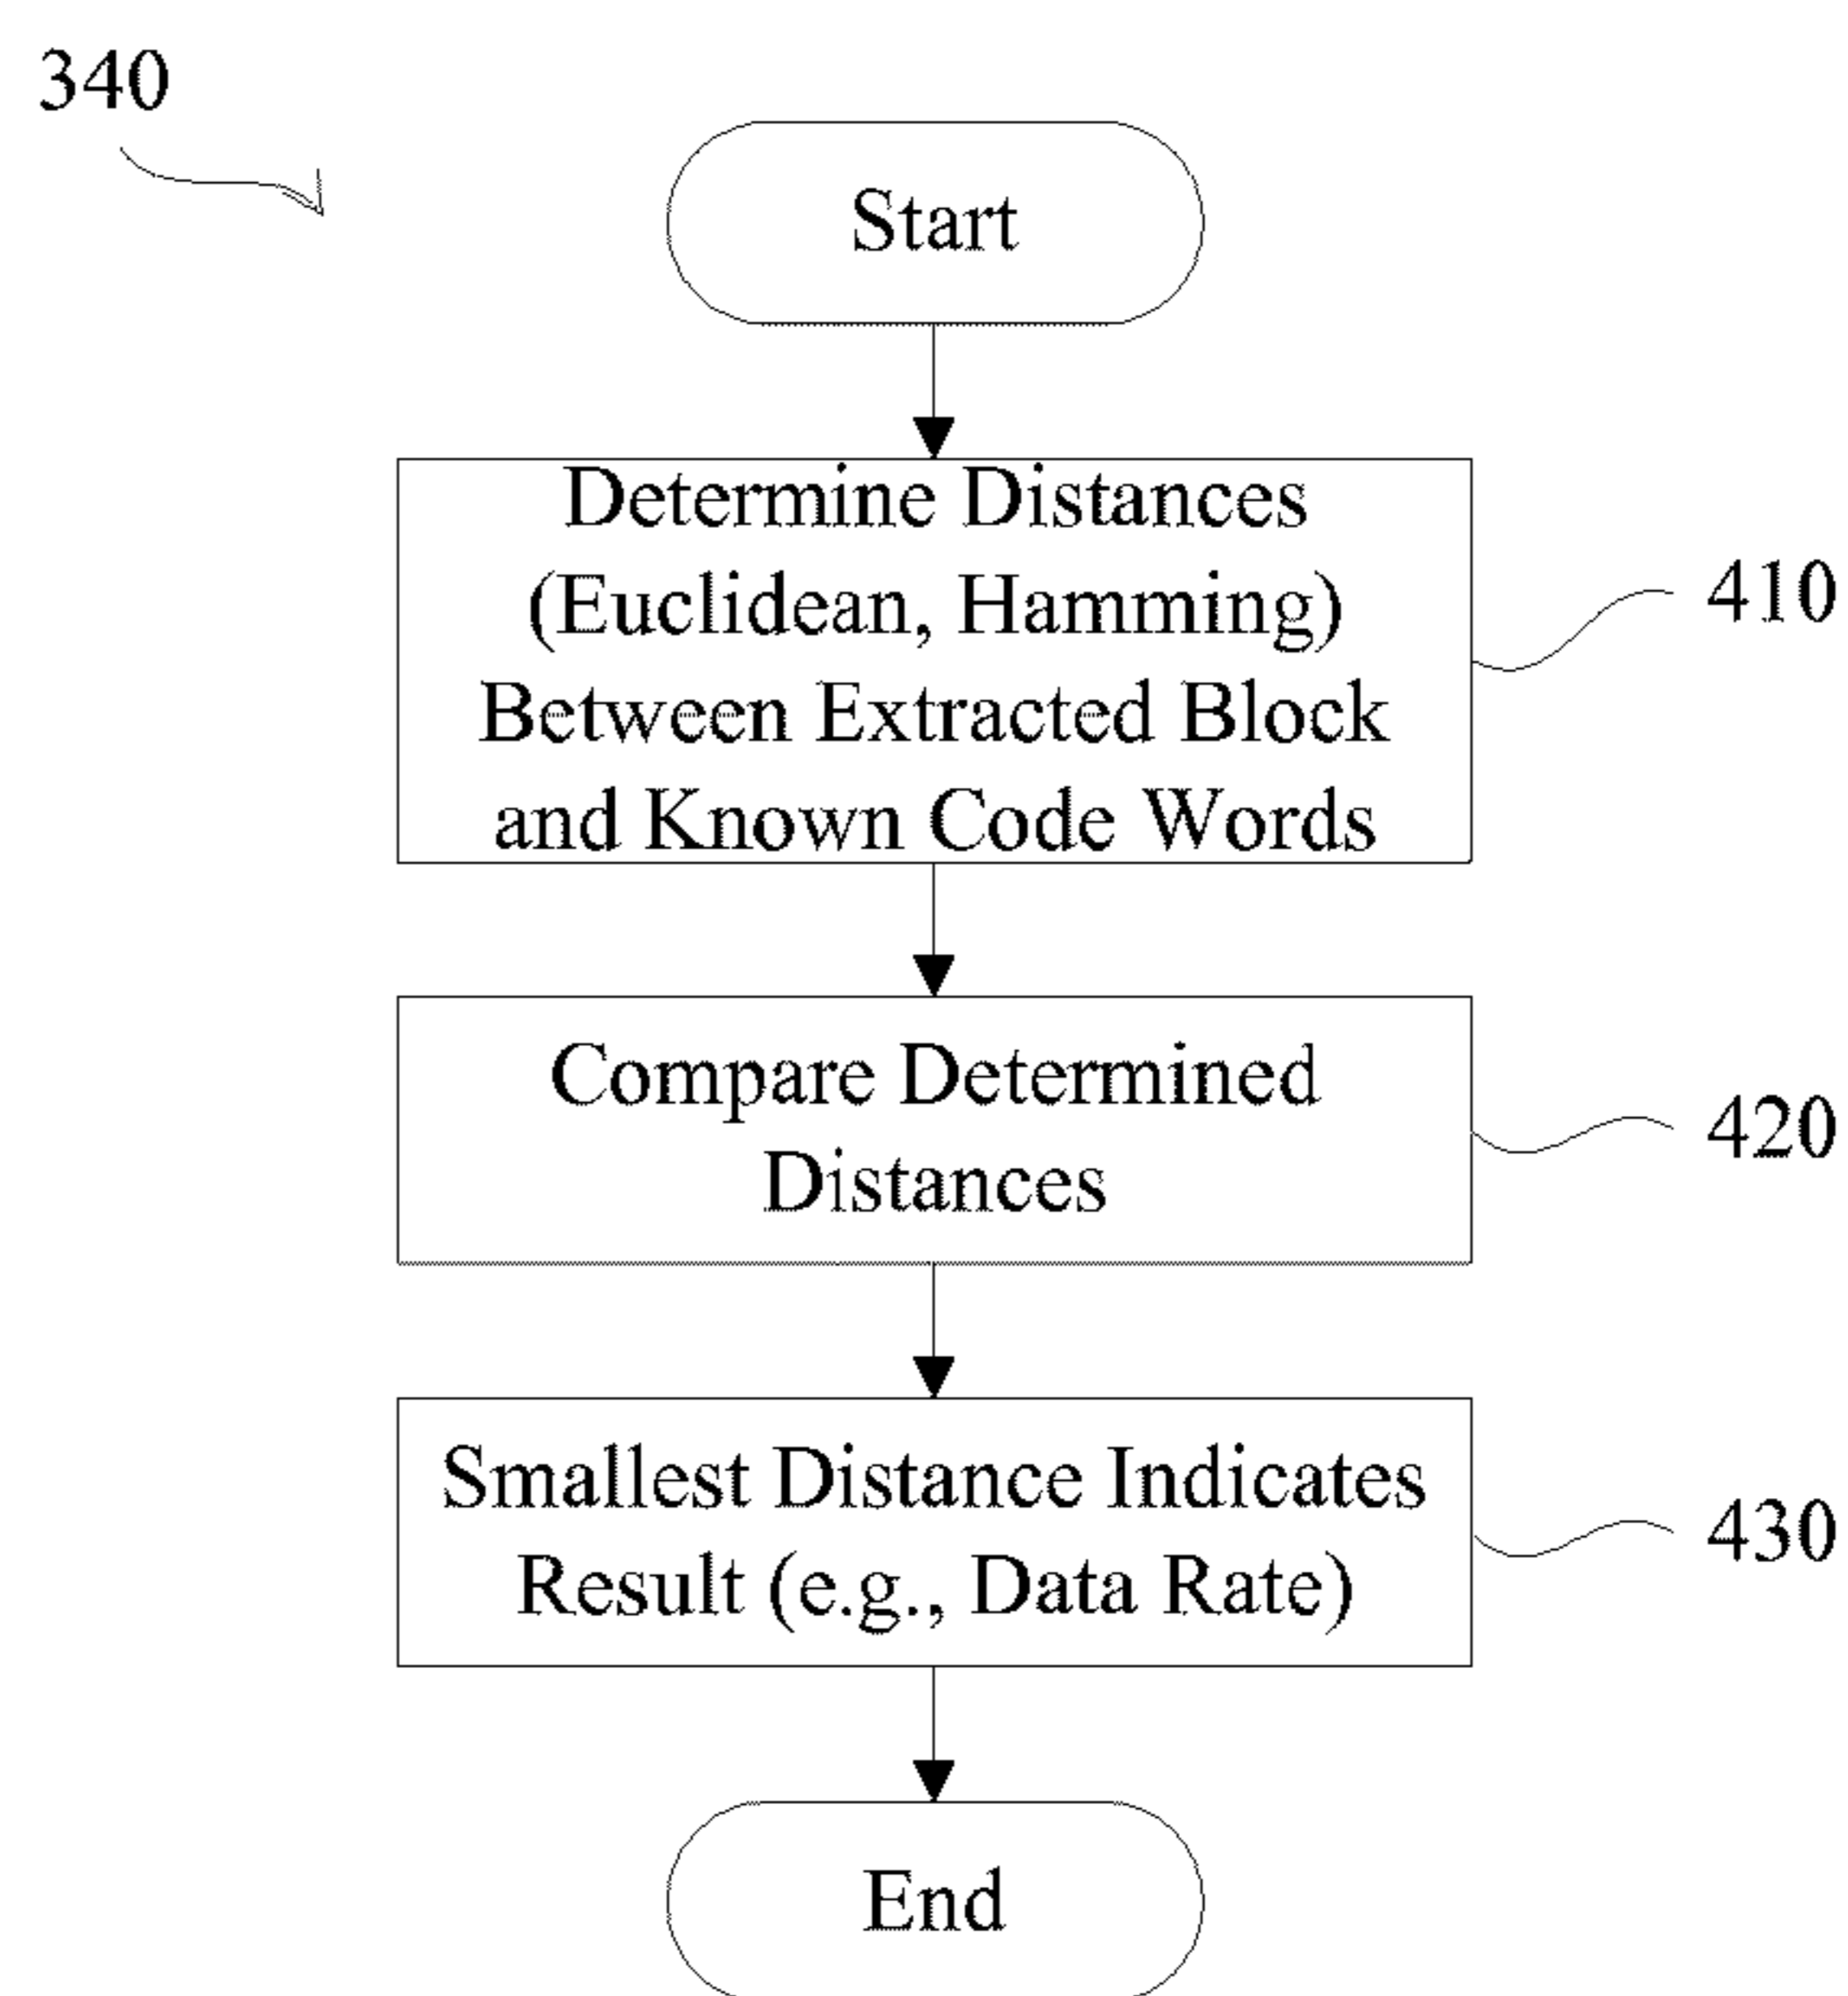 340
Start
Determine Distances
(Euclidean, Hamming)
Between Extracted Block
and Known Code Words
410
Compare Determined
Distances
420
Smallest Distance Indicates
Result (e.g., Data Rate)
430
End